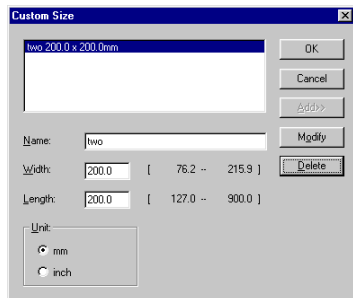 Custom Size
two 200.0 x 200.0mm
OK
Cancel
Add>>
Name: two
Modify
Width: 200.0 [ 76.2 -- 215.9 ]
Delete
Length: 200.0 [ 127.0 -- 900.0 ]
Unit:
mm
inch